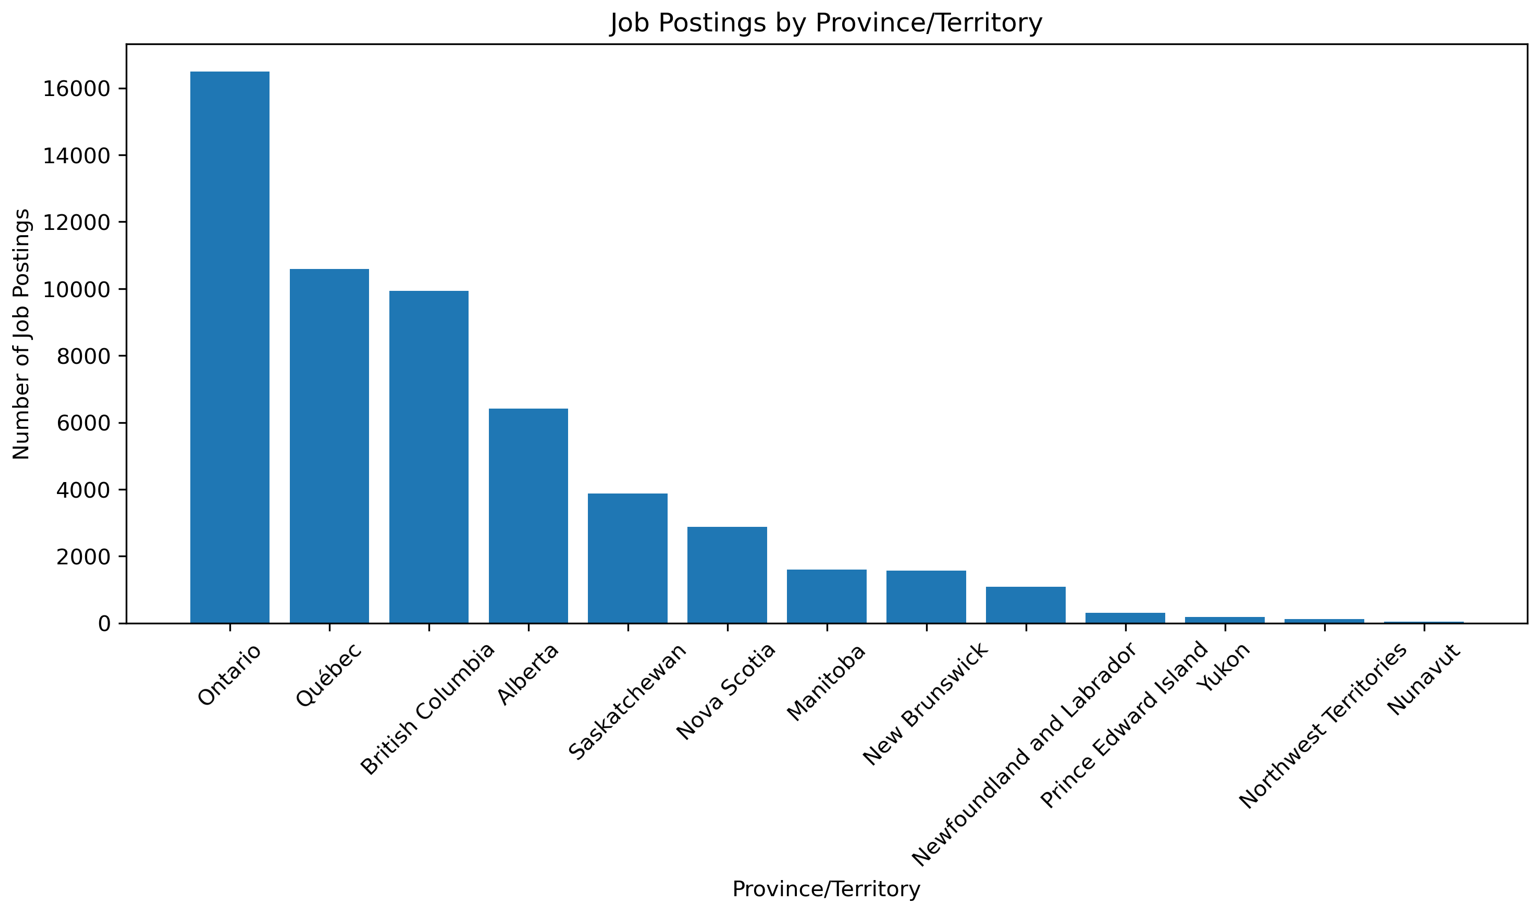 Job Postings by Province/Territory
Number of Job Postings
16000
14000
12000
10000
8000
6000
4000
2000
0
Ontario
Québec
British Columbia
Alberta
Saskatchewan
Nova Scotia
Manitoba
New Brunswick
Newfoundland and Labrador
Prince Edward Island
Yukon
Northwest Territories
Nunavut
Province/Territory